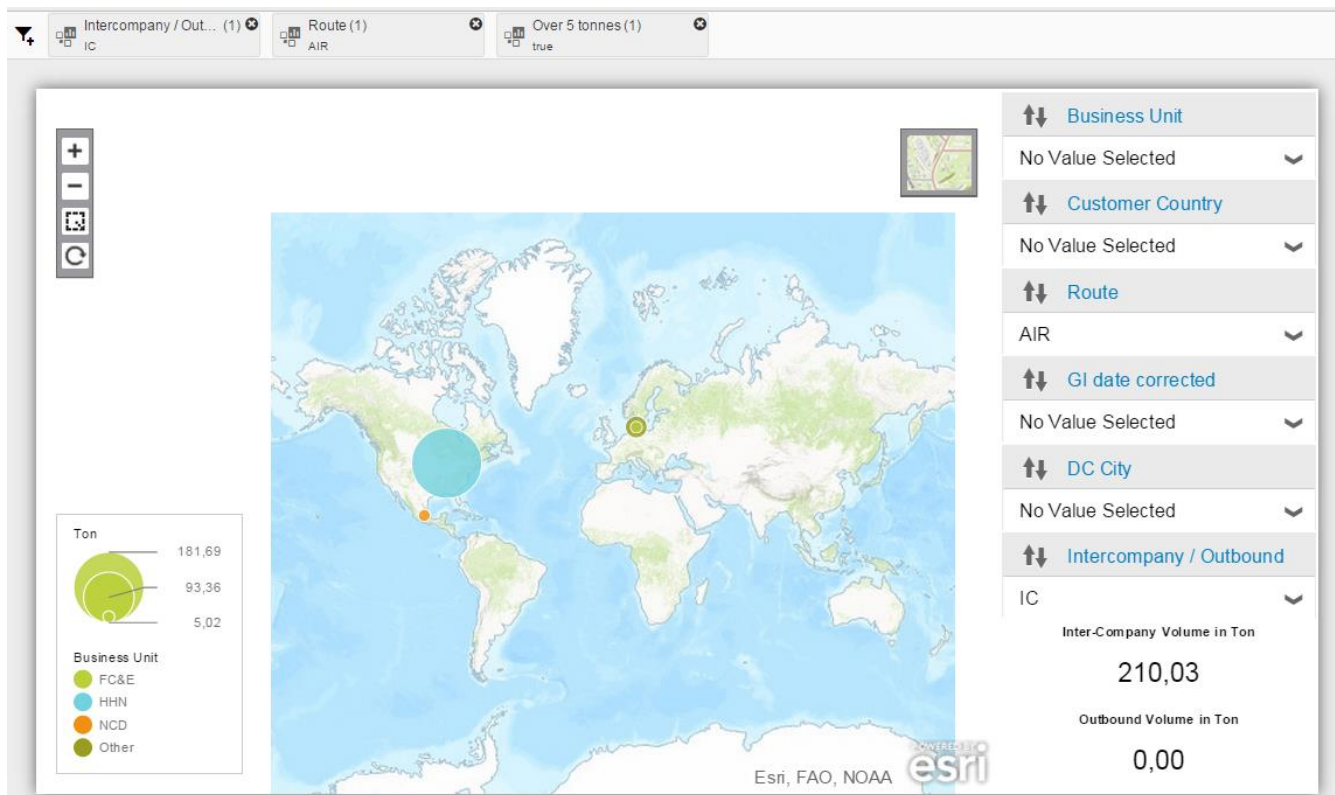 Intercompany / Out... (1)
IC
Route (1)
AIR
Over 5 tonnes (1)
true
Business Unit
No Value Selected
Customer Country
No Value Selected
Route
AIR
GI date corrected
No Value Selected
DC City
No Value Selected
Intercompany / Outbound
IC
Inter-Company Volume in Ton
210,03
Outbound Volume in Ton
0,00
Ton
181,69
93,36
5,02
Business Unit
FC&E
HHN
NCD
Other
Esri, FAO, NOAA
POWERED BY
esri